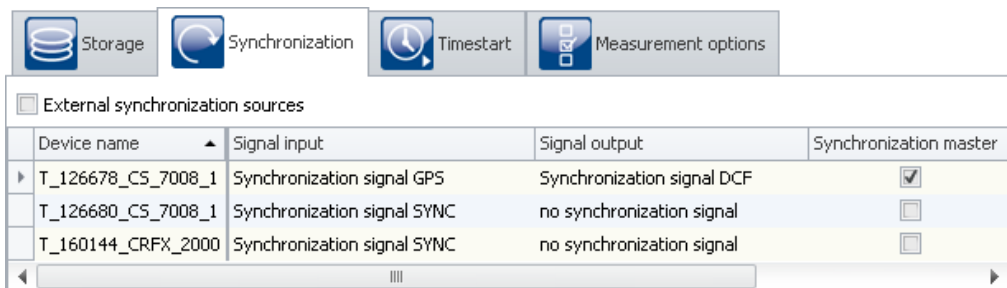 Storage Synchronization Timestart Measurement options
External synchronization sources
Device name Signal input Signal output Synchronization master
T_126678_CS_7008_1 Synchronization signal GPS Synchronization signal DCF
T_126680_CS_7008_1 Synchronization signal SYNC no synchronization signal
T_160144_CRFX_2000 Synchronization signal SYNC no synchronization signal